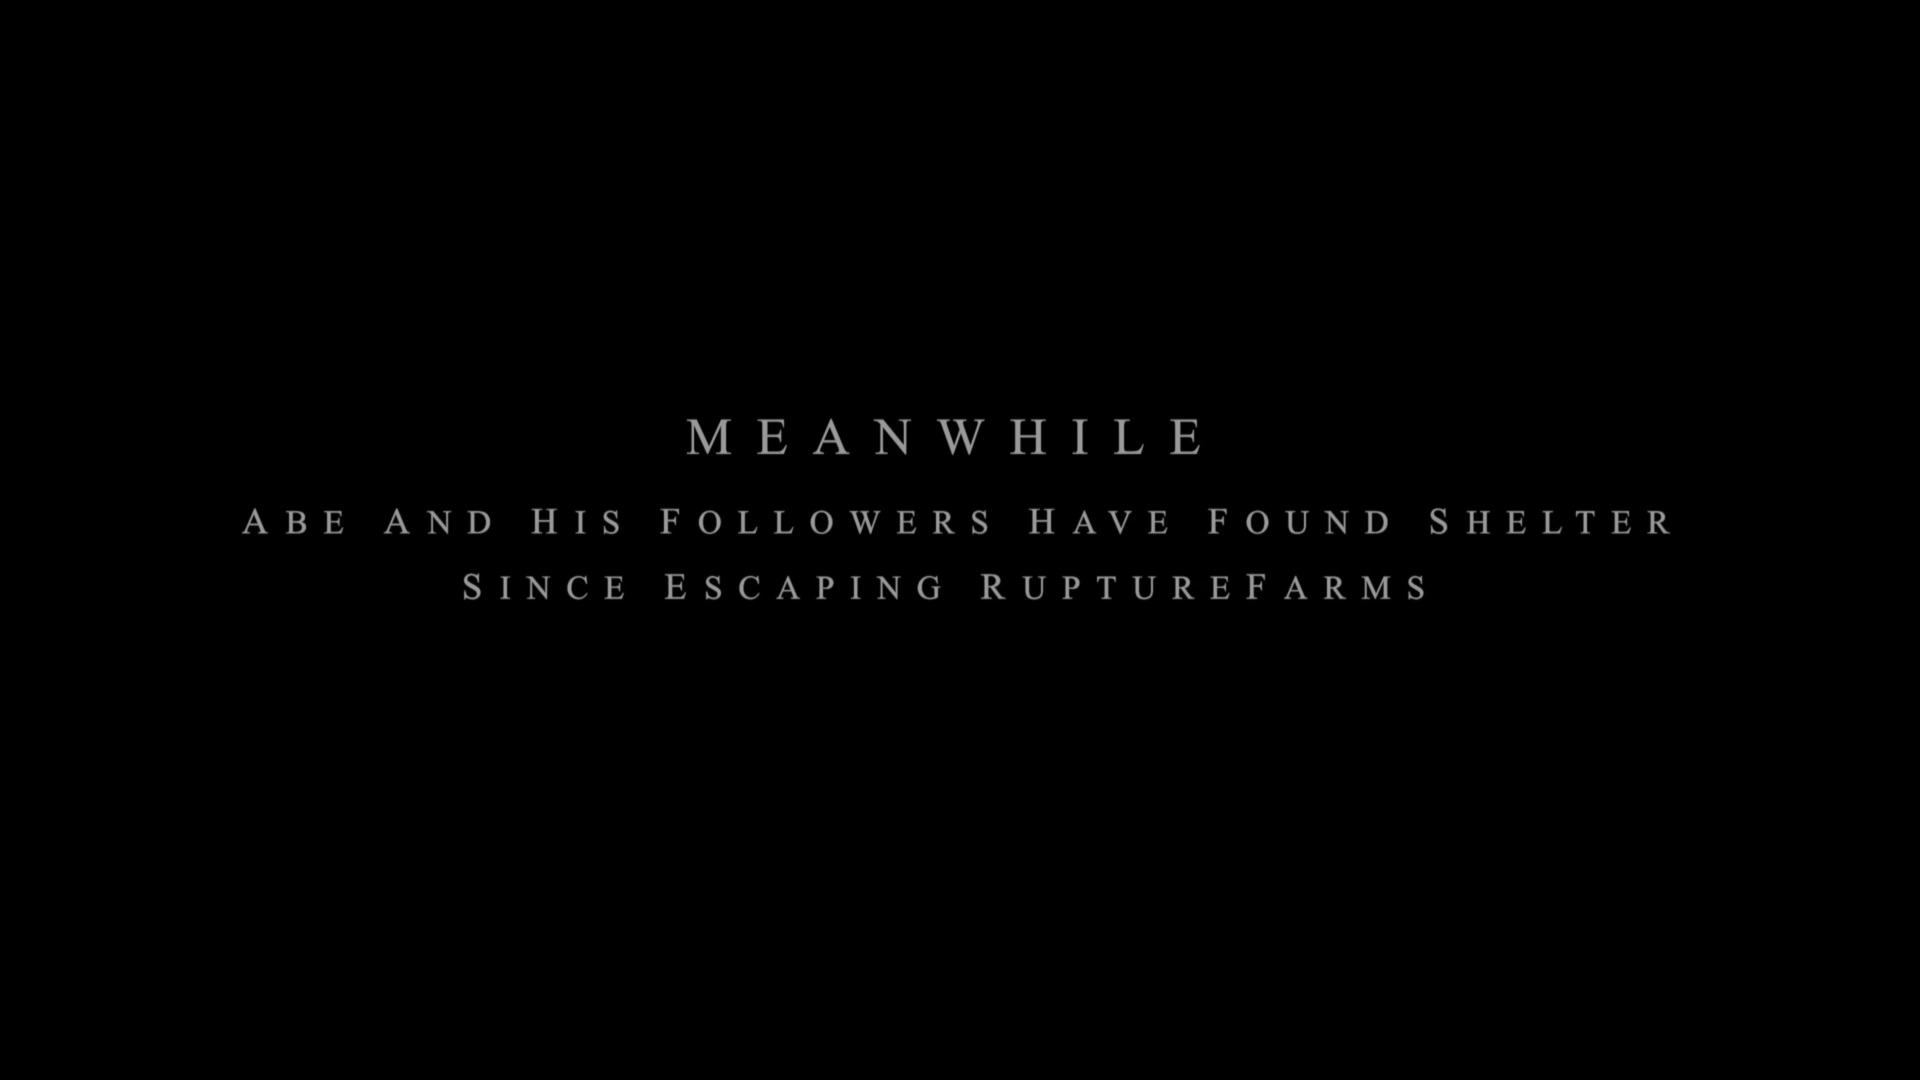 MEANWHILE
ABE AND HIS FOLLOWERS HAVE FOUND SHELTER
SINCE ESCAPING RUPTUREFARMS